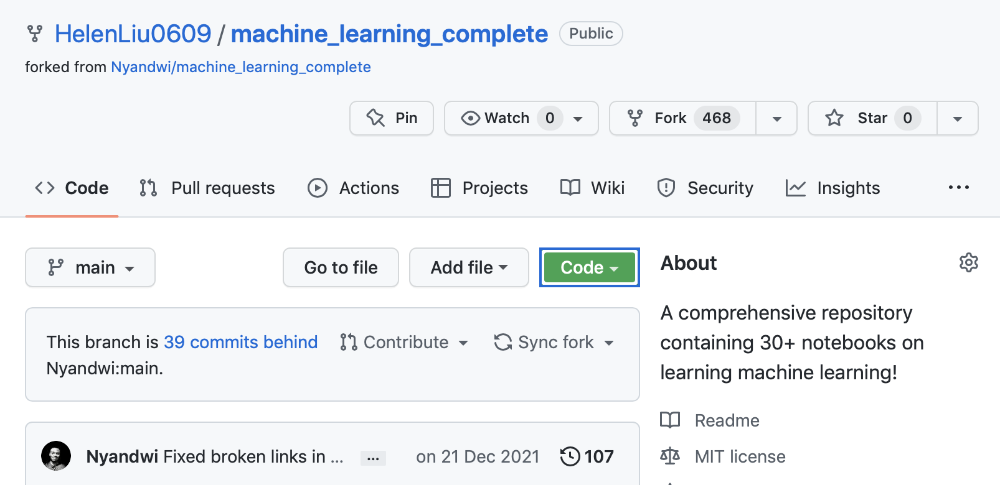 HelenLiu0609 / machine_learning_complete Public
forked from Nyandwi/machine_learning_complete
Pin Watch 0 Fork 468 Star 0
Code Pull requests Actions Projects Wiki Security Insights ...
main Go to file Add file Code
This branch is 39 commits behind
Nyandwi:main.
Contribute Sync fork
Nyandwi Fixed broken links in ... ... on 21 Dec 2021 107
About
A comprehensive repository
containing 30+ notebooks on
learning machine learning!
Readme
MIT license